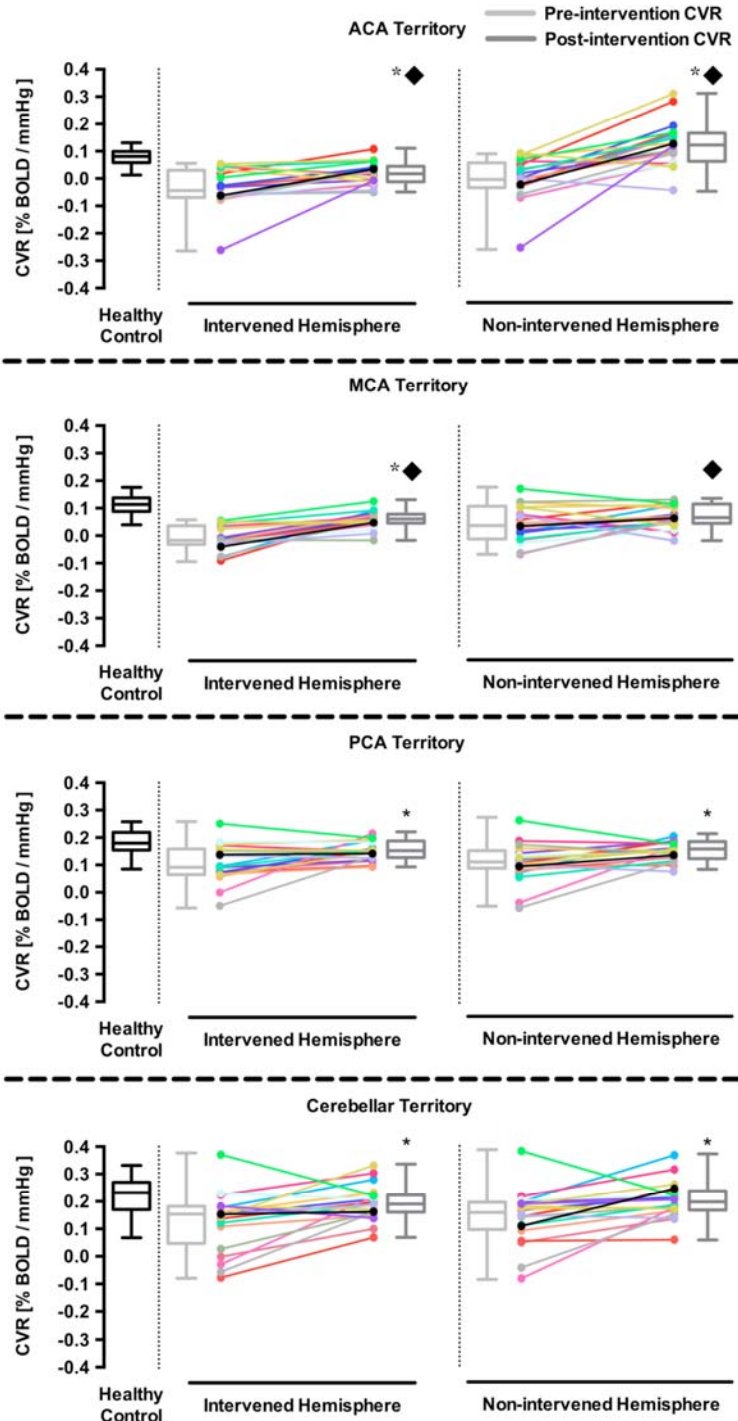 ACA Territory
Pre-intervention CVR
Post-intervention CVR
* ◆
* ◆
CVR [% BOLD / mmHg]
0.4
0.3
0.2
0.1
0.0
-0.1
-0.2
-0.3
-0.4
Healthy
Control
Intervened Hemisphere
Non-intervened Hemisphere
MCA Territory
* ◆
◆
CVR [% BOLD / mmHg]
0.4
0.3
0.2
0.1
0.0
-0.1
-0.2
-0.3
-0.4
Healthy
Control
Intervened Hemisphere
Non-intervened Hemisphere
PCA Territory
*
*
CVR [% BOLD / mmHg]
0.4
0.3
0.2
0.1
0.0
-0.1
-0.2
-0.3
-0.4
Healthy
Control
Intervened Hemisphere
Non-intervened Hemisphere
Cerebellar Territory
*
*
CVR [% BOLD / mmHg]
0.4
0.3
0.2
0.1
0.0
-0.1
-0.2
-0.3
-0.4
Healthy
Control
Intervened Hemisphere
Non-intervened Hemisphere